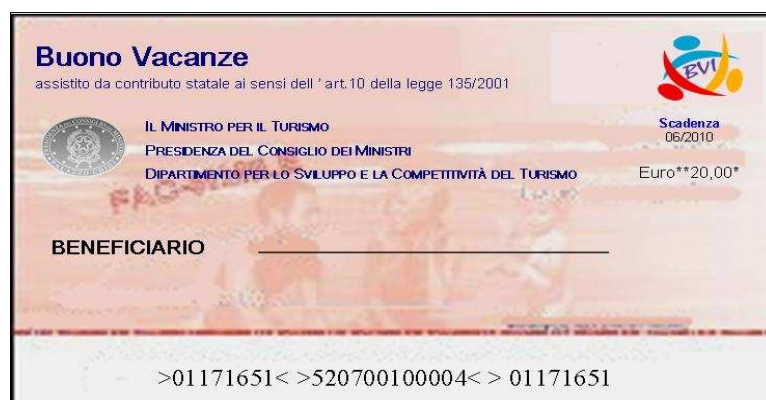 Buono Vacanze
assistito da contributo statale ai sensi dell ' art.10 della legge 135/2001
BVI
IL MINISTRO PER IL TURISMO
PRESIDENZA DEL CONSIGLIO DEI MINISTRI
DIPARTIMENTO PER LO SVILUPPO E LA COMPETITIVITÀ DEL TURISMO
Scadenza
06/2010
Euro**20,00*
FAC-SIMILE
BENEFICIARIO
>01171651< >520700100004< > 01171651